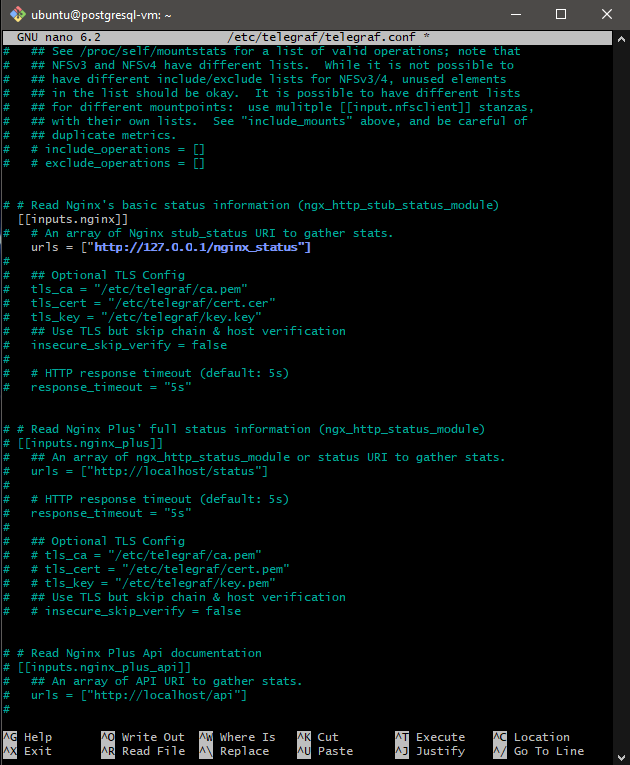 ubuntu@postgresql-vm: ~
GNU nano 6.2 /etc/telegraf/telegraf.conf *
#   ## See /proc/self/mountstats for a list of valid operations; note that
#   ## NFSv3 and NFSv4 have different lists.  While it is not possible to
#   ## have different include/exclude lists for NFSv3/4, unused elements
#   ## in the list should be okay.  It is possible to have different lists
#   ## for different mountpoints:  use mulitple [[input.nfsclient]] stanzas,
#   ## with their own lists.  See "include_mounts" above, and be careful of
#   ## duplicate metrics.
#   # include_operations = []
#   # exclude_operations = []
# # Read Nginx's basic status information (ngx_http_stub_status_module)
  [[inputs.nginx]]
#   # An array of Nginx stub_status URI to gather stats.
    urls = ["http://127.0.0.1/nginx_status"]
#
#   ## Optional TLS Config
#   tls_ca = "/etc/telegraf/ca.pem"
#   tls_cert = "/etc/telegraf/cert.cer"
#   tls_key = "/etc/telegraf/key.key"
#   ## Use TLS but skip chain & host verification
#   insecure_skip_verify = false
#
#   # HTTP response timeout (default: 5s)
#   response_timeout = "5s"
# # Read Nginx Plus' full status information (ngx_http_status_module)
# [[inputs.nginx_plus]]
#   ## An array of ngx_http_status_module or status URI to gather stats.
#   urls = ["http://localhost/status"]
#
#   # HTTP response timeout (default: 5s)
#   response_timeout = "5s"
#
#   ## Optional TLS Config
#   # tls_ca = "/etc/telegraf/ca.pem"
#   # tls_cert = "/etc/telegraf/cert.pem"
#   # tls_key = "/etc/telegraf/key.pem"
#   ## Use TLS but skip chain & host verification
#   # insecure_skip_verify = false
# # Read Nginx Plus Api documentation
# [[inputs.nginx_plus_api]]
#   ## An array of API URI to gather stats.
#   urls = ["http://localhost/api"]
#
^G Help ^O Write Out ^W Where Is ^K Cut ^T Execute ^C Location
^X Exit ^R Read File ^\ Replace ^U Paste ^J Justify ^/ Go To Line